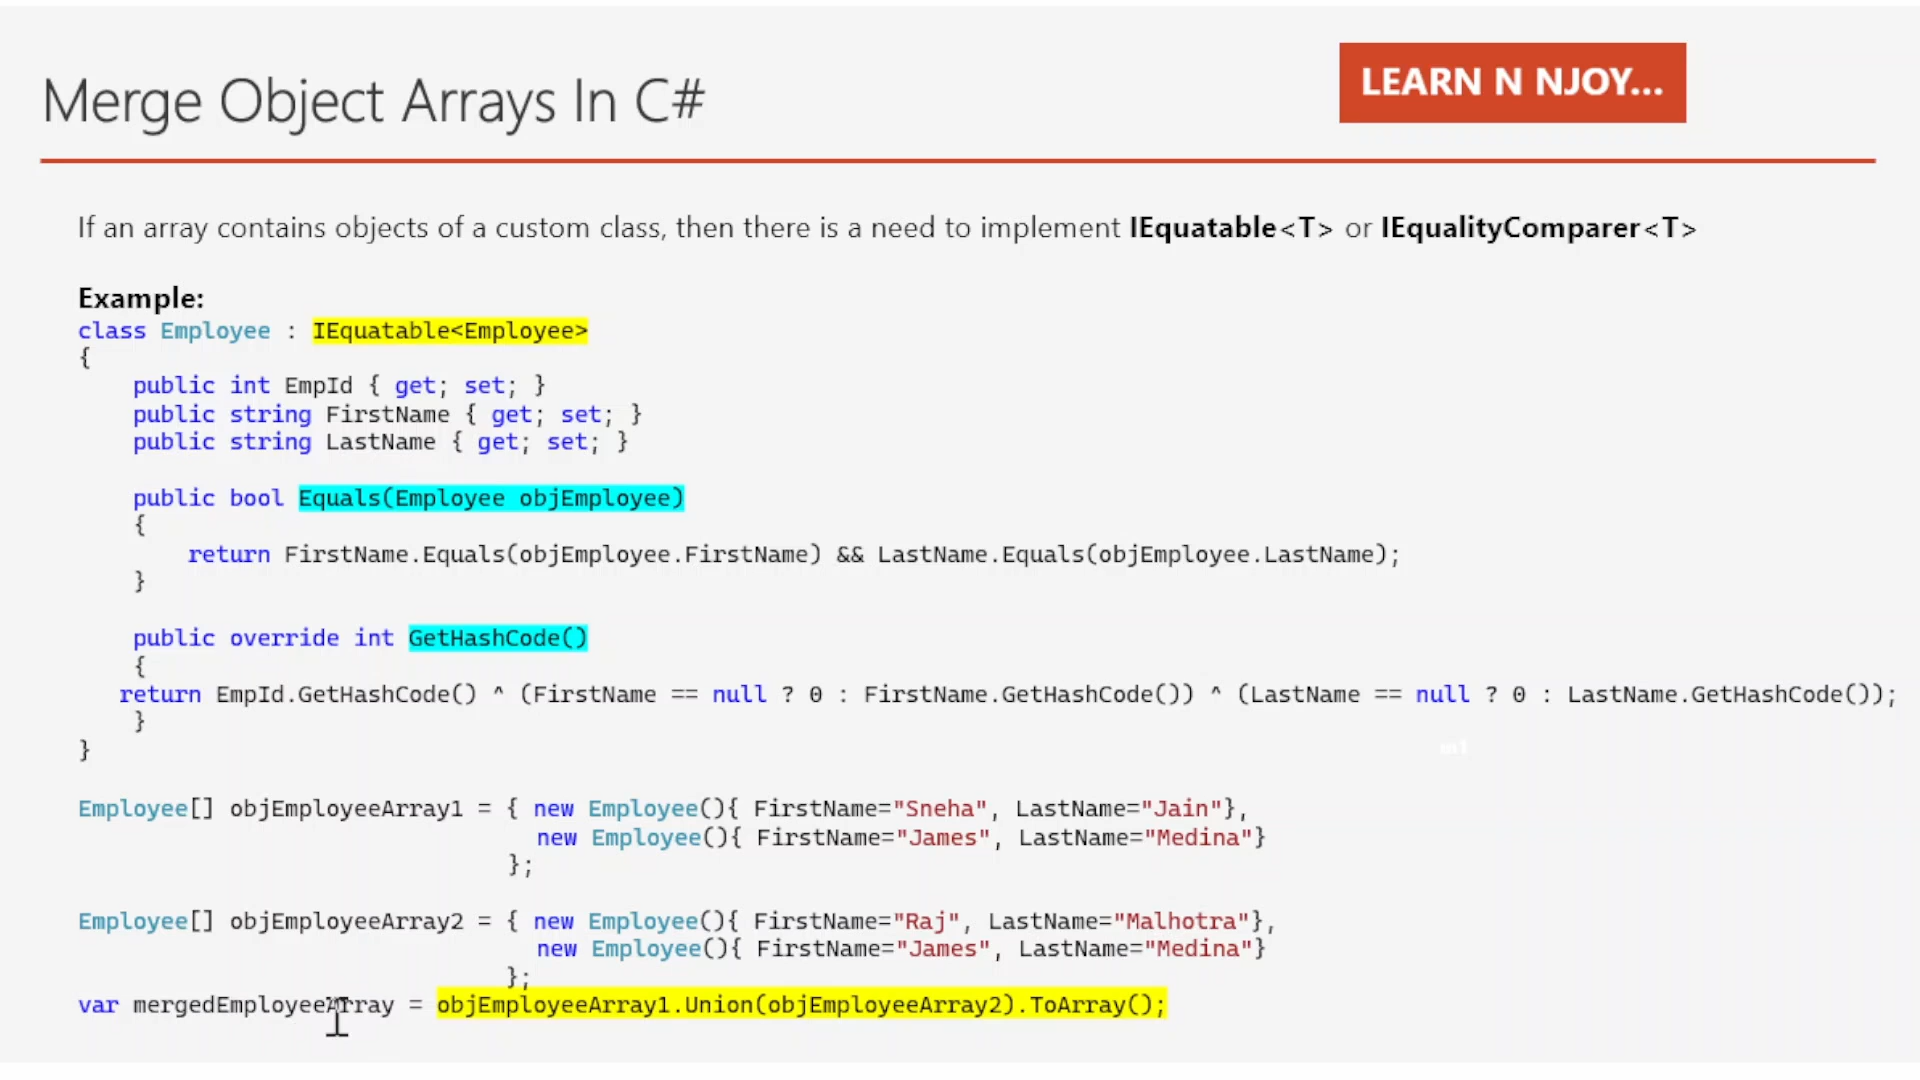 Merge Object Arrays In C#
LEARN N NJOY...
If an array contains objects of a custom class, then there is a need to implement IEquatable<T> or IEqualityComparer<T>
Example:
class Employee : IEquatable<Employee>
{
public int EmpId { get; set; }
public string FirstName { get; set; }
public string LastName { get; set; }
public bool Equals(Employee objEmployee)
{
return FirstName.Equals(objEmployee.FirstName) && LastName.Equals(objEmployee.LastName);
}
public override int GetHashCode()
{
return EmpId.GetHashCode() ^ (FirstName == null ? 0 : FirstName.GetHashCode()) ^ (LastName == null ? 0 : LastName.GetHashCode());
}
}
Employee[] objEmployeeArray1 = { new Employee(){ FirstName="Sneha", LastName="Jain"},
new Employee(){ FirstName="James", LastName="Medina"}
};
Employee[] objEmployeeArray2 = { new Employee(){ FirstName="Raj", LastName="Malhotra"},
new Employee(){ FirstName="James", LastName="Medina"}
};
var mergedEmployeeArray = objEmployeeArray1.Union(objEmployeeArray2).ToArray();